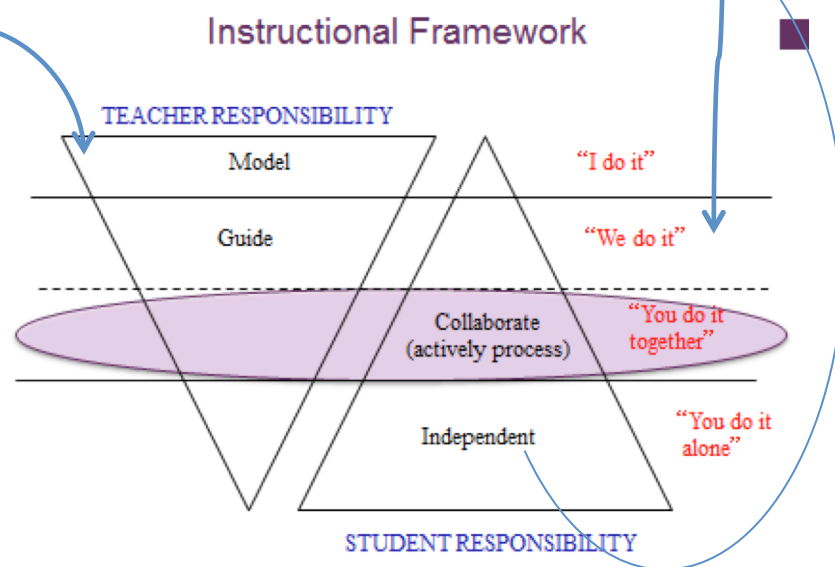 Instructional Framework
TEACHER RESPONSIBILITY
Model
“I do it”
Guide
“We do it”
Collaborate
(actively process)
“You do it
together”
Independent
“You do it
alone”
STUDENT RESPONSIBILITY